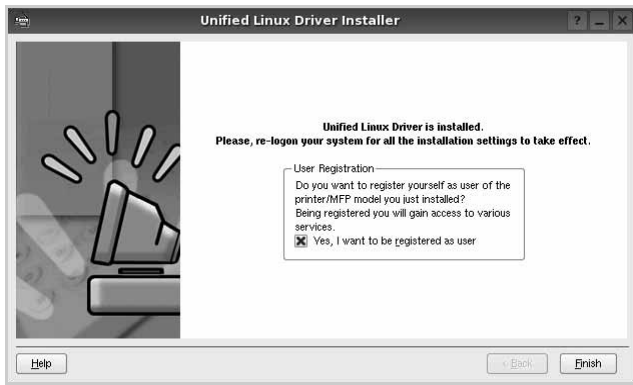 Unified Linux Driver Installer
Unified Linux Driver is installed.
Please, re-logon your system for all the installation settings to take effect.
User Registration
Do you want to register yourself as user of the
printer/MFP model you just installed?
Being registered you will gain access to various
services.
Yes, I want to be registered as user
Help
< Back
Finish